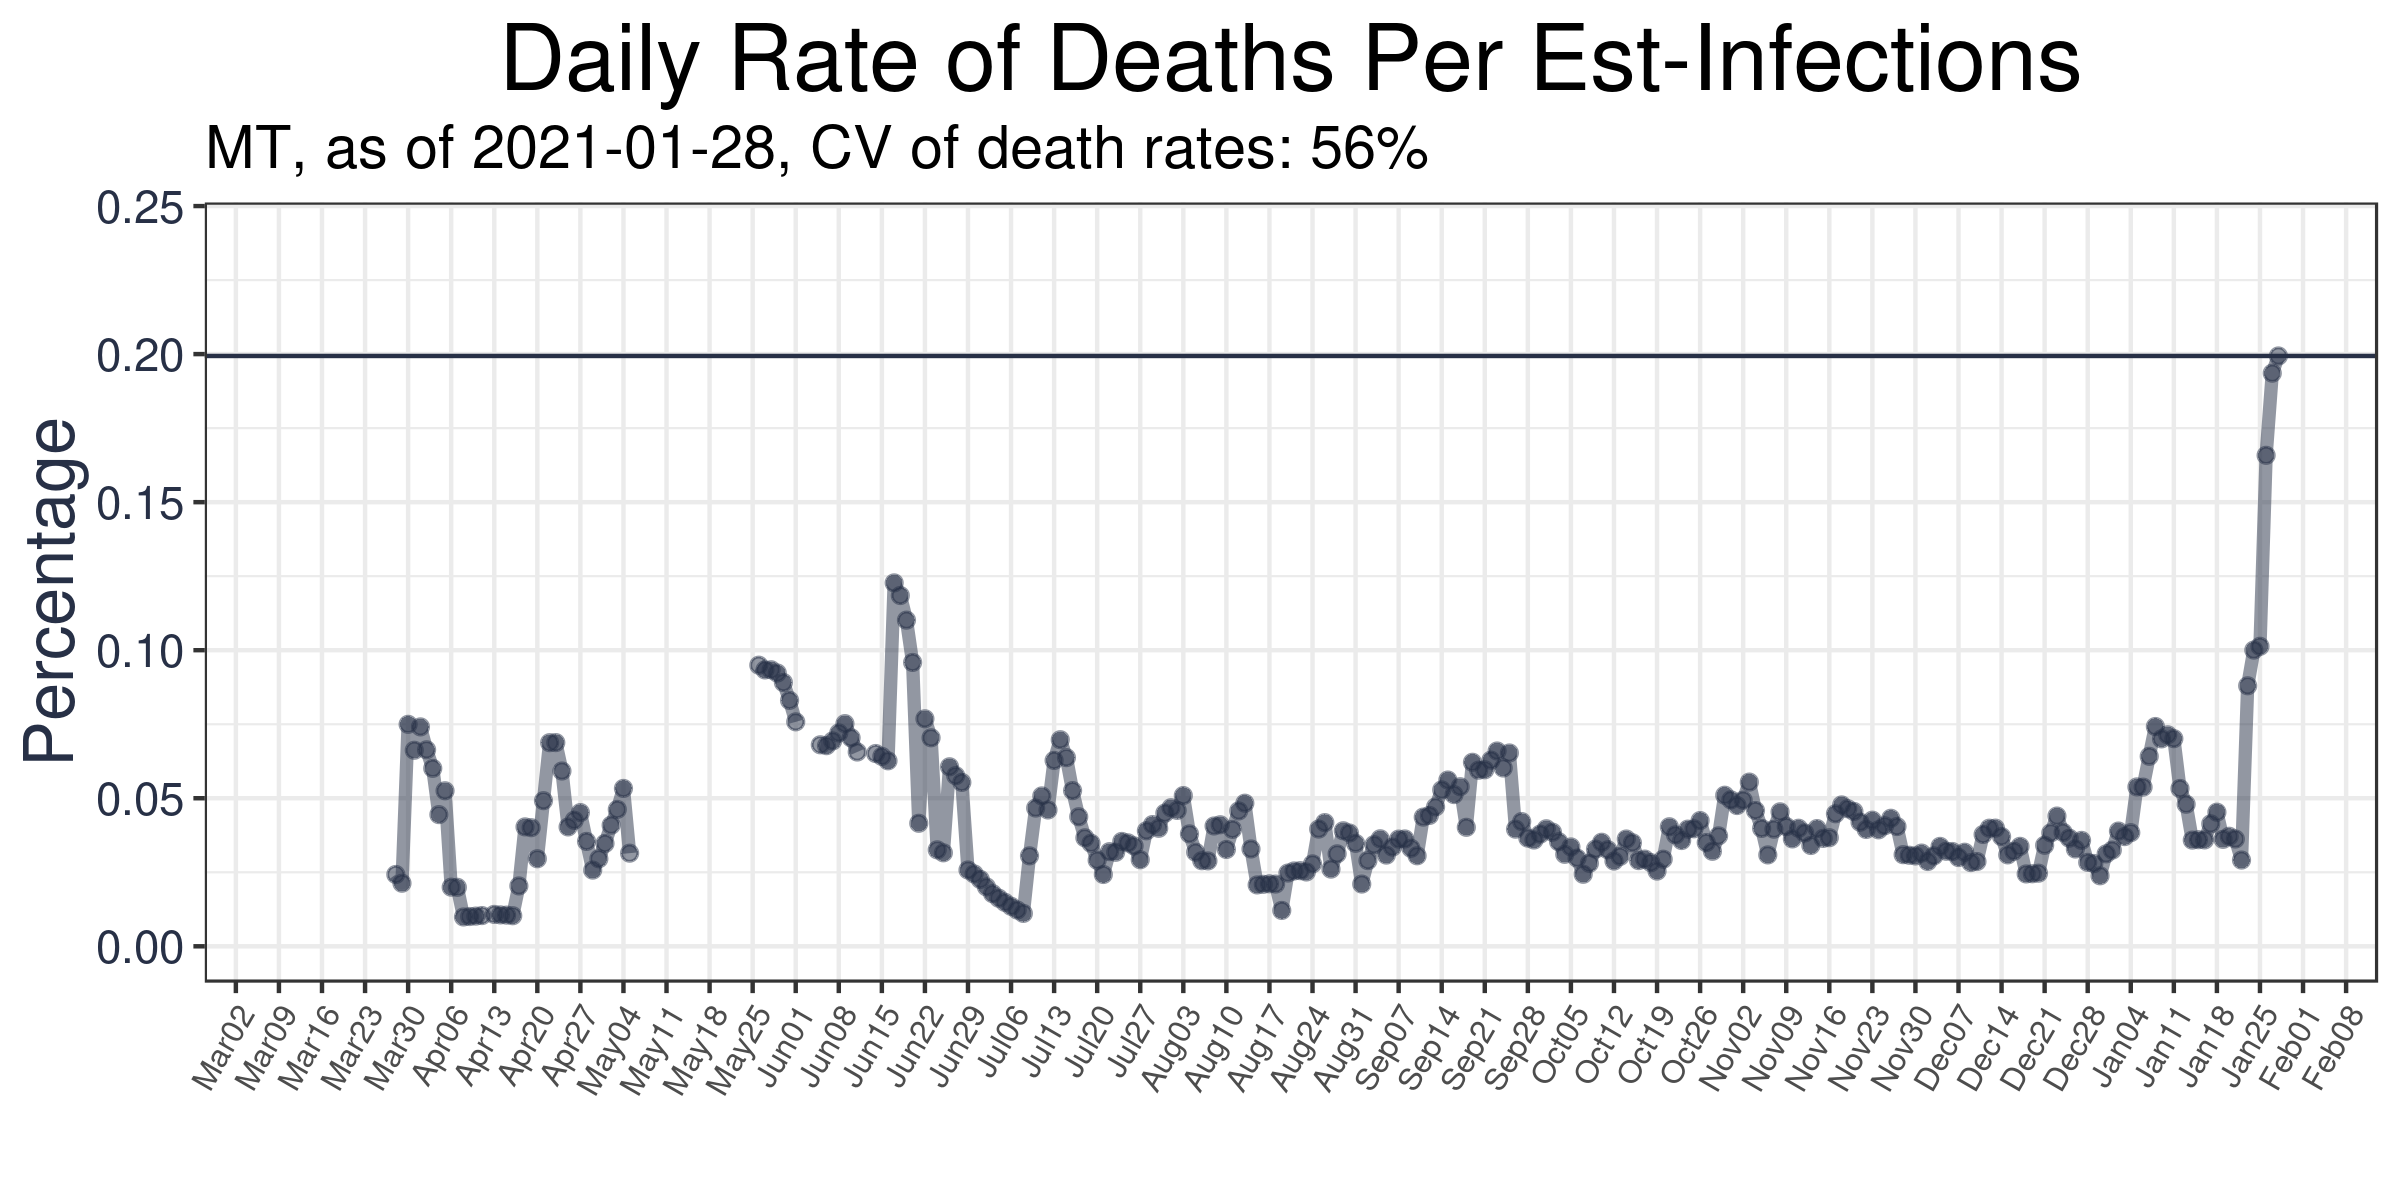 Daily Rate of Deaths Per Est-Infections
MT, as of 2021-01-28, CV of death rates: 56%
Percentage
0.25
0.20
0.15
0.10
0.05
0.00
Mar02
Mar09
Mar16
Mar23
Mar30
Apr06
Apr13
Apr20
Apr27
May04
May11
May18
May25
Jun01
Jun08
Jun15
Jun22
Jun29
Jul06
Jul13
Jul20
Jul27
Aug03
Aug10
Aug17
Aug24
Aug31
Sep07
Sep14
Sep21
Sep28
Oct05
Oct12
Oct19
Oct26
Nov02
Nov09
Nov16
Nov23
Nov30
Dec07
Dec14
Dec21
Dec28
Jan04
Jan11
Jan18
Jan25
Feb01
Feb08